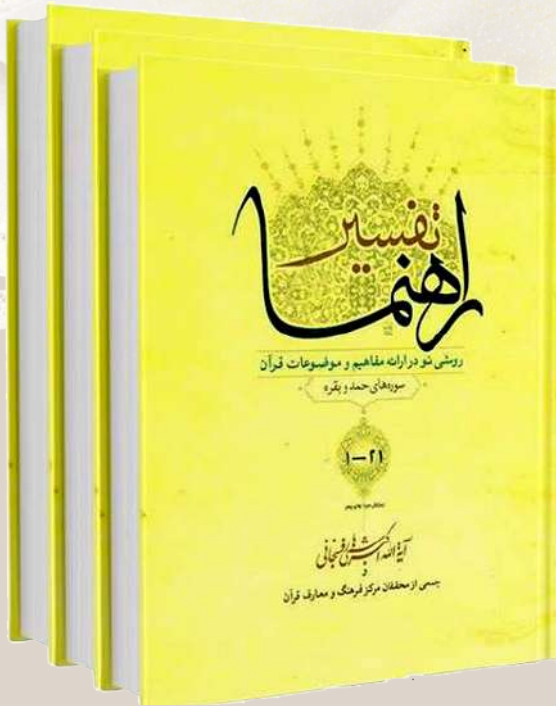 تفسیر
راهنما
روشی نو در ارائه مفاهیم و موضوعات قرآن
سوره‌های حمد و بقره
۱–۲۱
آیة الله اکبر هاشمی رفسنجانی
و
جمعی از محققان مرکز فرهنگ و معارف قرآن